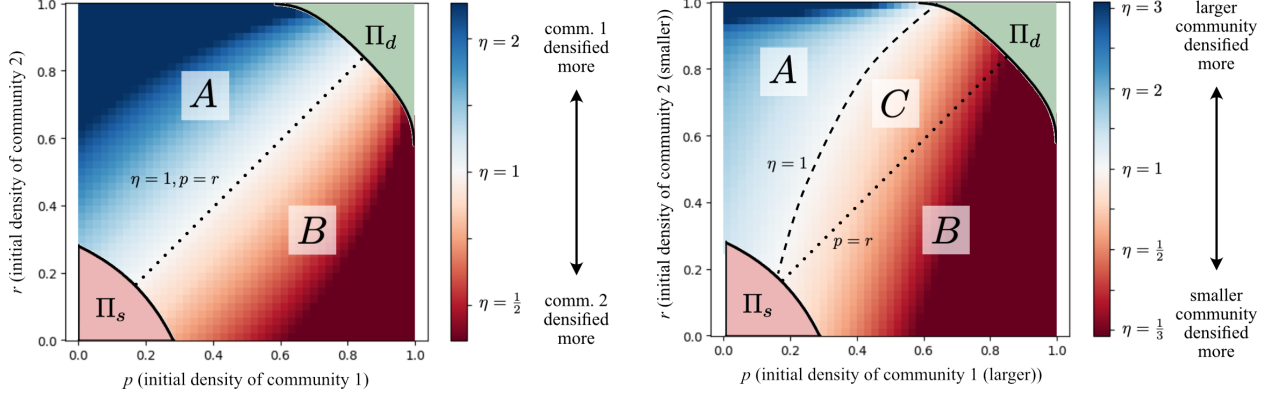 1.0
0.8
0.6
0.4
0.2
0.0
r (initial density of community 2)
0.0 0.2 0.4 0.6 0.8 1.0
p (initial density of community 1)
A
B
Π_d
Π_s
η = 1, p = r
η = 2
η = 1
η = 1/2
comm. 1
densified
more
comm. 2
densified
more
1.0
0.8
0.6
0.4
0.2
0.0
r (initial density of community 2 (smaller))
0.0 0.2 0.4 0.6 0.8 1.0
p (initial density of community 1 (larger))
A
C
B
Π_d
Π_s
η = 1
p = r
η = 3
η = 2
η = 1
η = 1/2
η = 1/3
larger
community
densified
more
smaller
community
densified
more